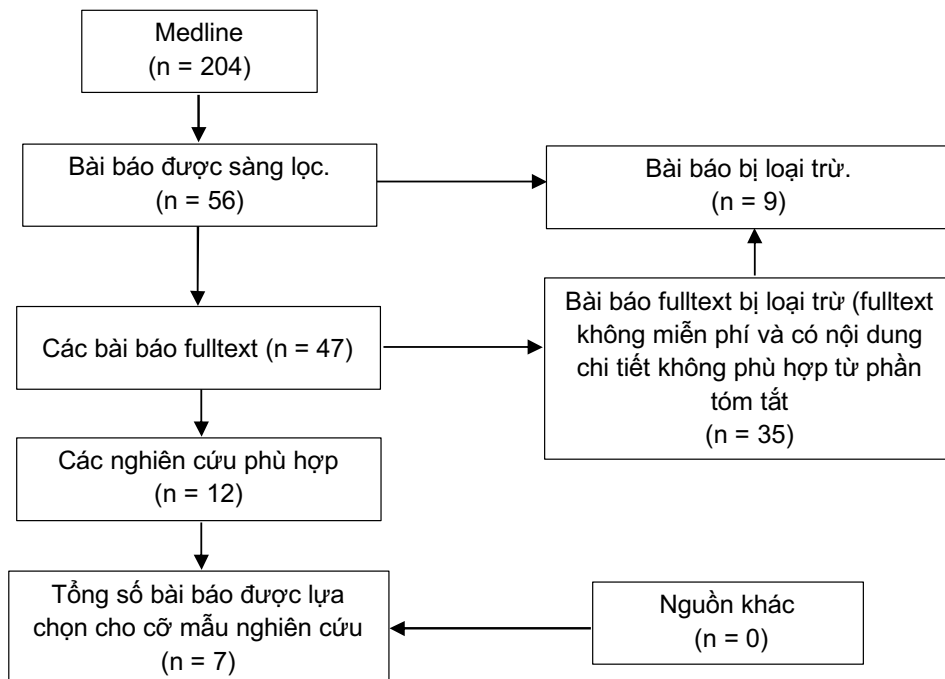 Medline
(n = 204)
Bài báo được sàng lọc.
(n = 56)
Bài báo bị loại trừ.
(n = 9)
Các bài báo fulltext (n = 47)
Bài báo fulltext bị loại trừ (fulltext
không miễn phí và có nội dung
chi tiết không phù hợp từ phần
tóm tắt
(n = 35)
Các nghiên cứu phù hợp
(n = 12)
Tổng số bài báo được lựa
chọn cho cỡ mẫu nghiên cứu
(n = 7)
Nguồn khác
(n = 0)